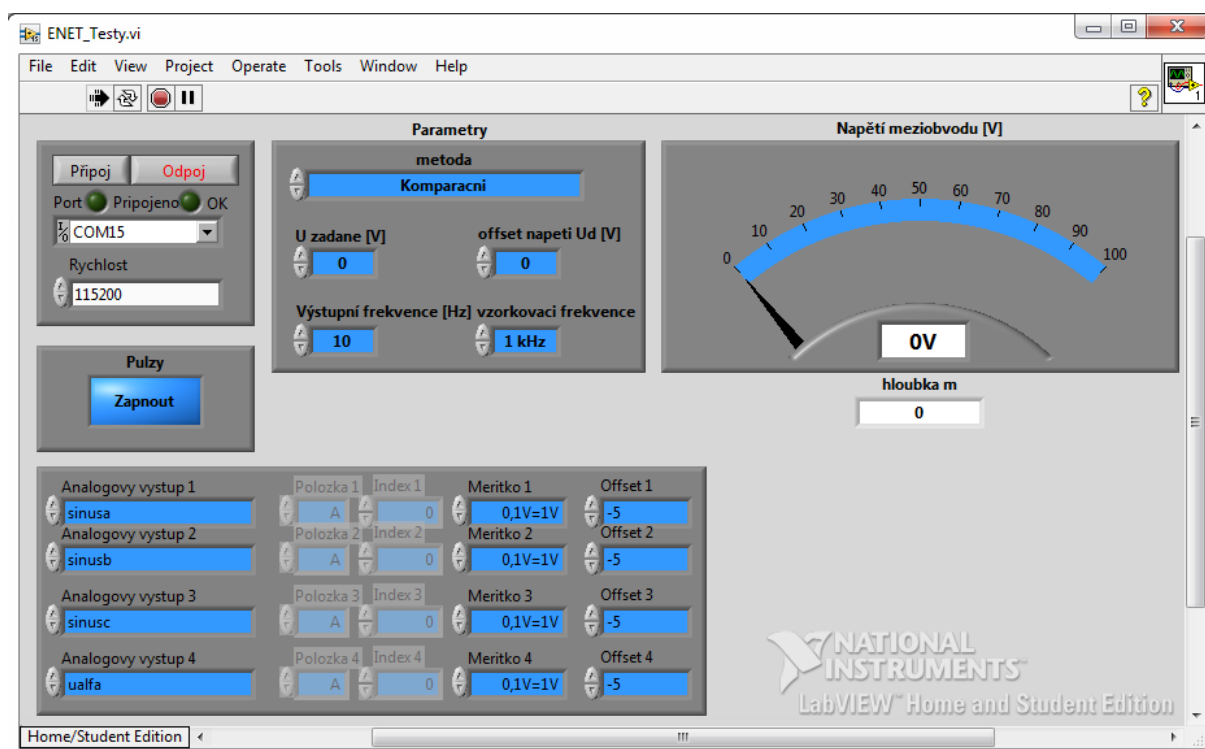 ENET_Testy.vi
File Edit View Project Operate Tools Window Help
1
Připoj Odpoj
Port Pripojeno OK
I/O COM15
Rychlost
115200
Pulzy
Zapnout
Parametry
metoda
Komparacni
U zadane [V] offset napeti Ud [V]
0 0
Výstupní frekvence [Hz] vzorkovaci frekvence
10 1 kHz
Napětí meziobvodu [V]
0 10 20 30 40 50 60 70 80 90 100
0V
hloubka m
0
Analogovy vystup 1 Polozka 1 Index 1 Meritko 1 Offset 1
sinusa A 0 0,1V=1V -5
Analogovy vystup 2 Polozka 2 Index 2 Meritko 2 Offset 2
sinusb A 0 0,1V=1V -5
Analogovy vystup 3 Polozka 3 Index 3 Meritko 3 Offset 3
sinusc A 0 0,1V=1V -5
Analogovy vystup 4 Polozka 4 Index 4 Meritko 4 Offset 4
ualfa A 0 0,1V=1V -5
NATIONAL
INSTRUMENTS™
LabVIEW™ Home and Student Edition
Home/Student Edition